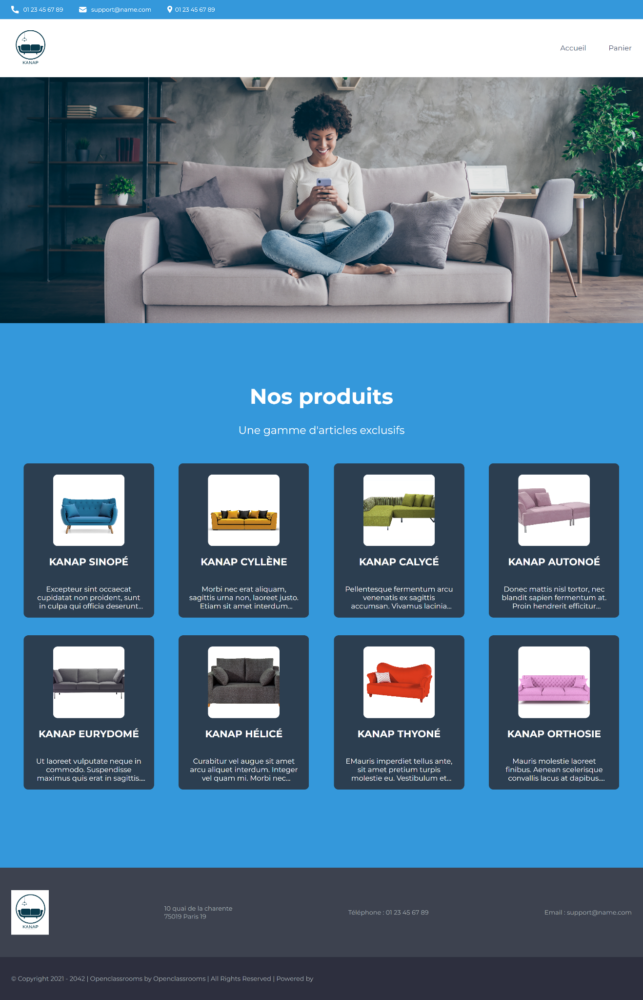 01 23 45 67 89
support@name.com
01 23 45 67 89
KANAP
Accueil
Panier
Nos produits
Une gamme d'articles exclusifs
KANAP SINOPÉ
Excepteur sint occaecat
cupidatat non proident, sunt
in culpa qui officia deserunt...
KANAP CYLLÈNE
Morbi nec erat aliquam,
sagittis urna non, laoreet justo.
Etiam sit amet interdum...
KANAP CALYCÉ
Pellentesque fermentum arcu
venenatis ex sagittis
accumsan. Vivamus lacinia...
KANAP AUTONOÉ
Donec mattis nisl tortor, nec
blandit sapien fermentum at.
Proin hendrerit efficitur...
KANAP EURYDOMÉ
Ut laoreet vulputate neque in
commodo. Suspendisse
maximus quis erat in sagittis....
KANAP HÉLICÉ
Curabitur vel augue sit amet
arcu aliquet interdum. Integer
vel quam mi. Morbi nec...
KANAP THYONÉ
EMauris imperdiet tellus ante,
sit amet pretium turpis
molestie eu. Vestibulum et...
KANAP ORTHOSIE
Mauris molestie laoreet
finibus. Aenean scelerisque
convallis lacus at dapibus....
KANAP
10 quai de la charente
75019 Paris 19
Téléphone : 01 23 45 67 89
Email : support@name.com
© Copyright 2021 - 2042 | Openclassrooms by Openclassrooms | All Rights Reserved | Powered by